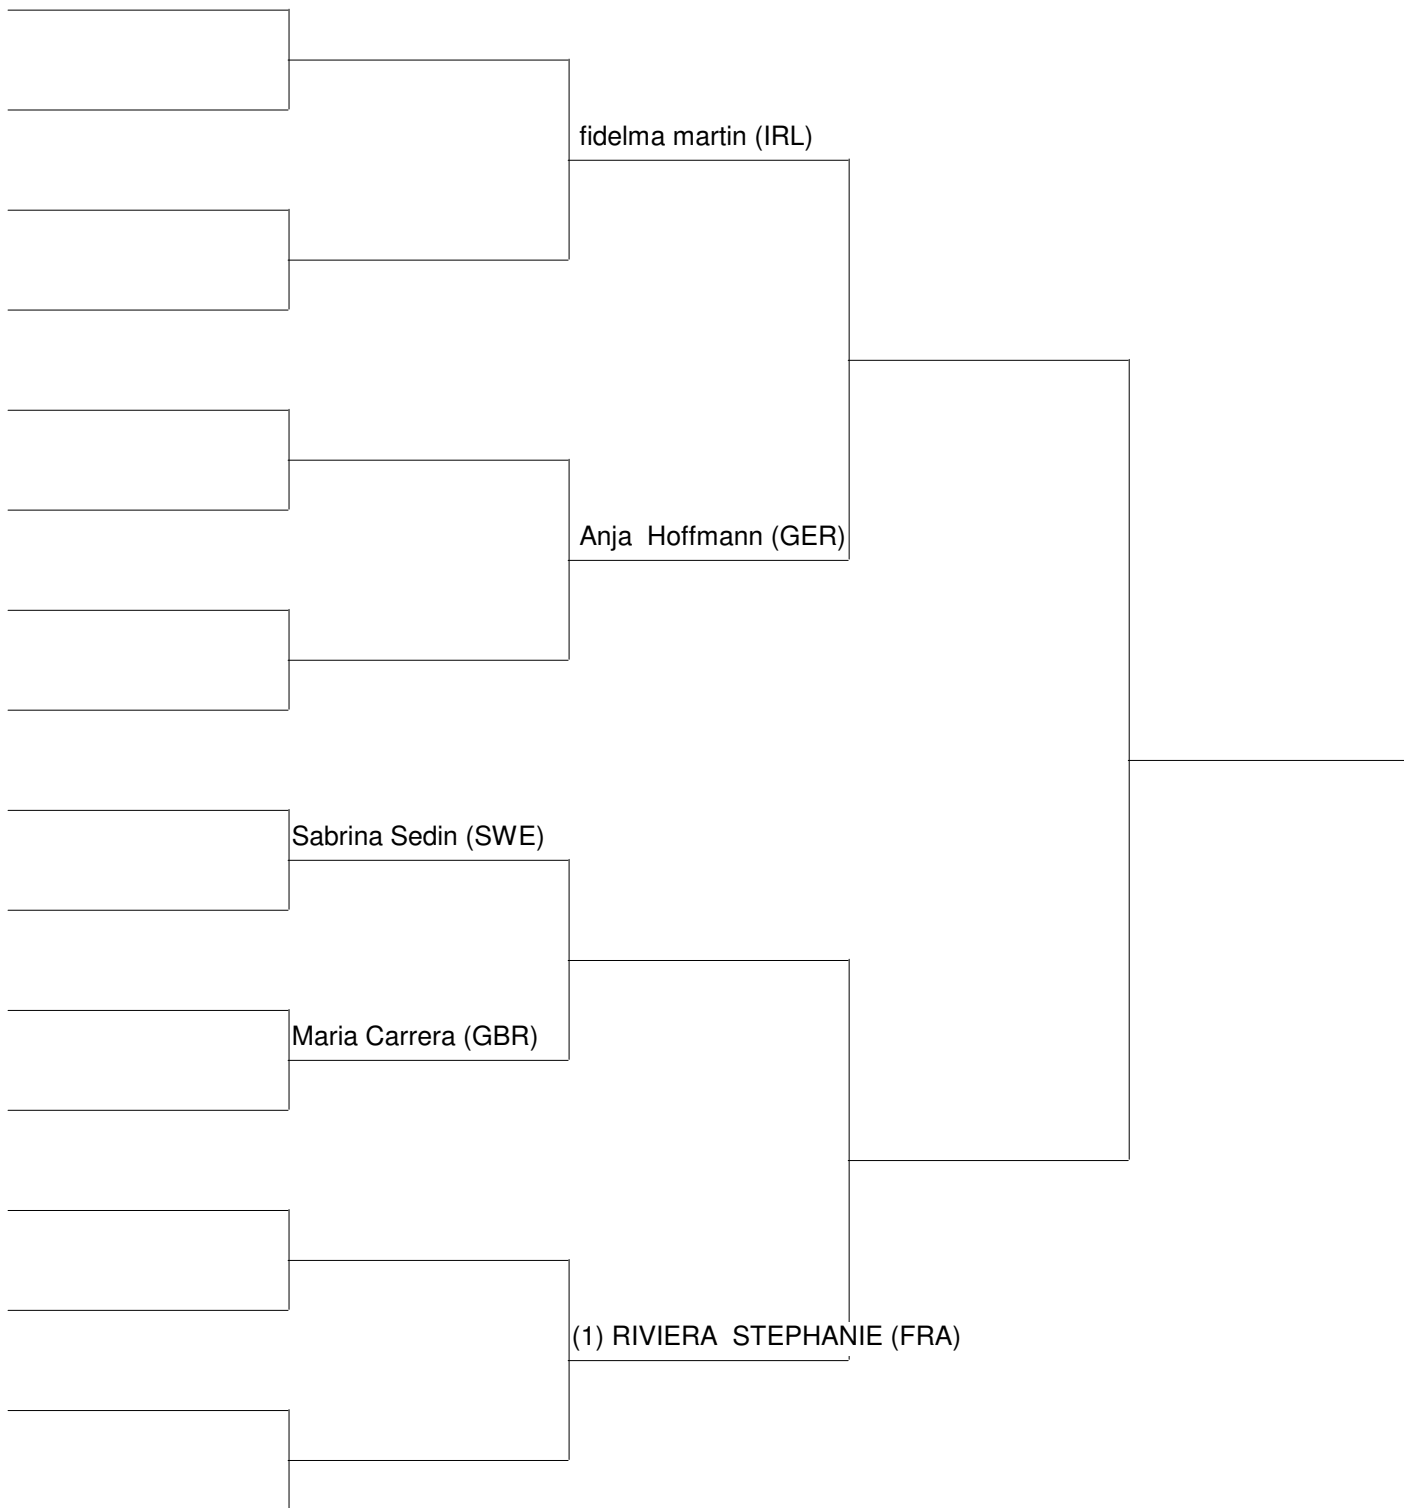 fidelma martin (IRL)
Anja  Hoffmann (GER)
Sabrina Sedin (SWE)
Maria Carrera (GBR)
(1) RIVIERA  STEPHANIE (FRA)